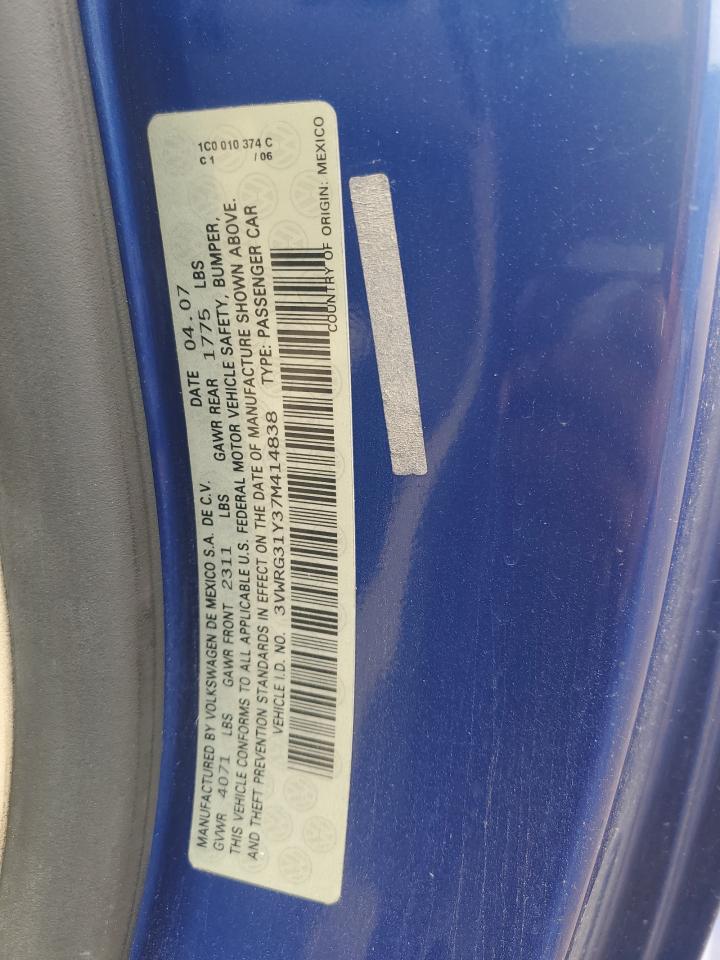 1C0 010 374 C
C 1 / 06
MANUFACTURED BY VOLKSWAGEN DE MEXICO S.A. DE C.V. DATE 04.07
GVWR 4071 LBS GAWR FRONT 2311 LBS GAWR REAR 1775 LBS
THIS VEHICLE CONFORMS TO ALL APPLICABLE U.S. FEDERAL MOTOR VEHICLE SAFETY, BUMPER,
AND THEFT PREVENTION STANDARDS IN EFFECT ON THE DATE OF MANUFACTURE SHOWN ABOVE.
VEHICLE I.D. NO. 3VWRG31Y37M414838 TYPE: PASSENGER CAR
COUNTRY OF ORIGIN: MEXICO